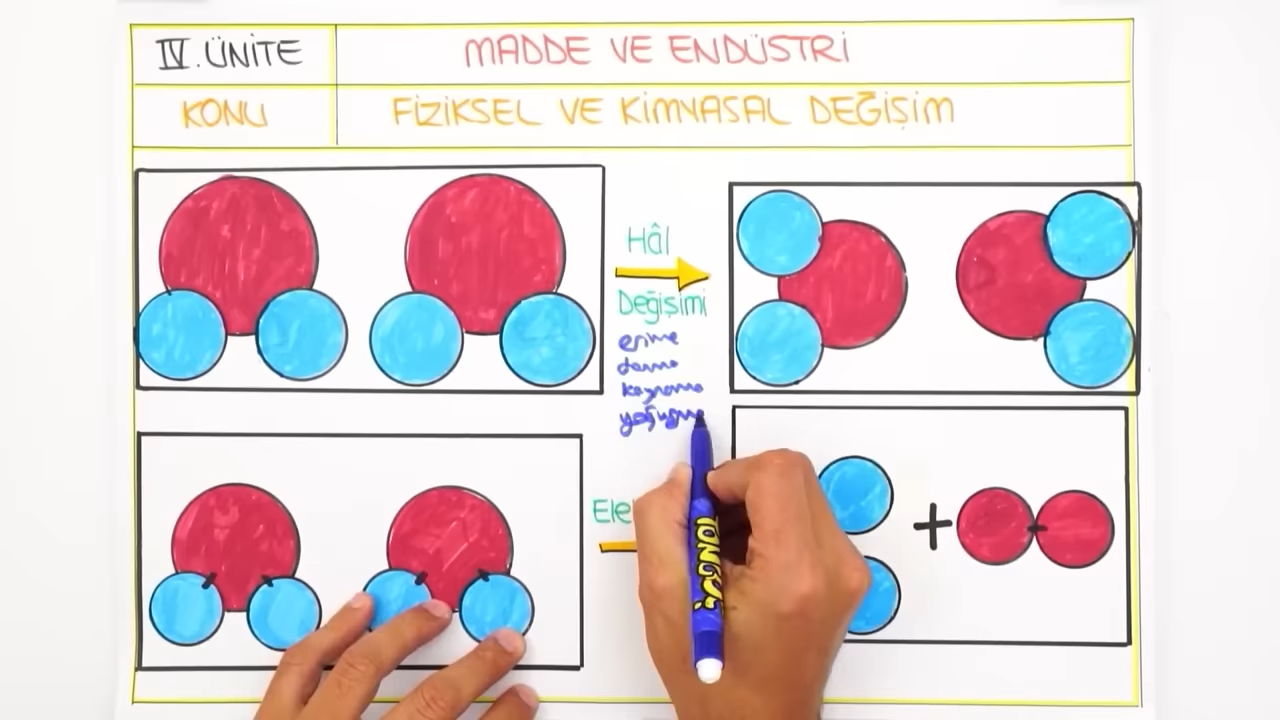 IV. ÜNİTE
MADDE VE ENDÜSTRİ
KONU
FİZİKSEL VE KİMYASAL DEĞİŞİM
Hâl
Değişimi
erime
donma
kaynama
yoğuşma
+
TONGUÇ